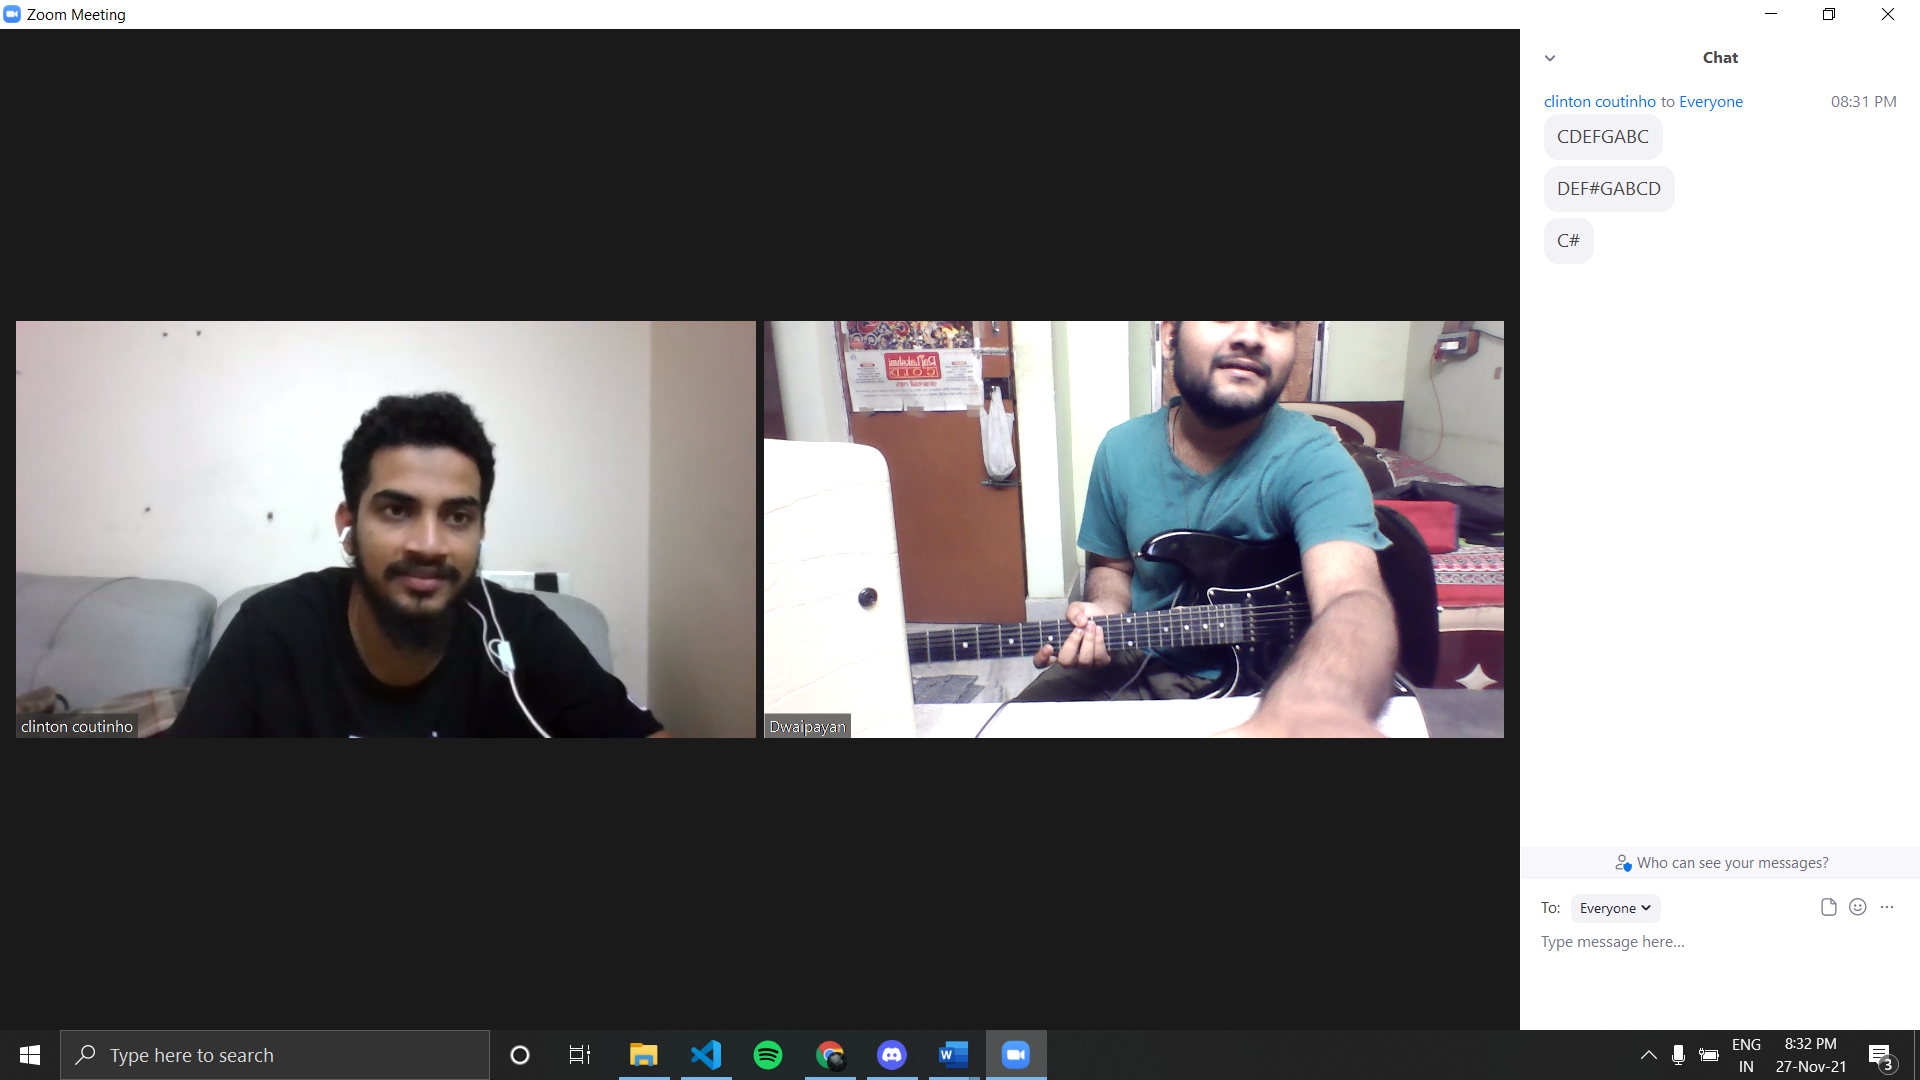 Zoom Meeting
Chat
clinton coutinho to Everyone 08:31 PM
CDEFGABC
DEF#GABCD
C#
Rajlakshmi
GOLD
clinton coutinho
Dwaipayan
Who can see your messages?
To: Everyone
Type message here...
Type here to search
W
ENG
IN
8:32 PM
27-Nov-21
3